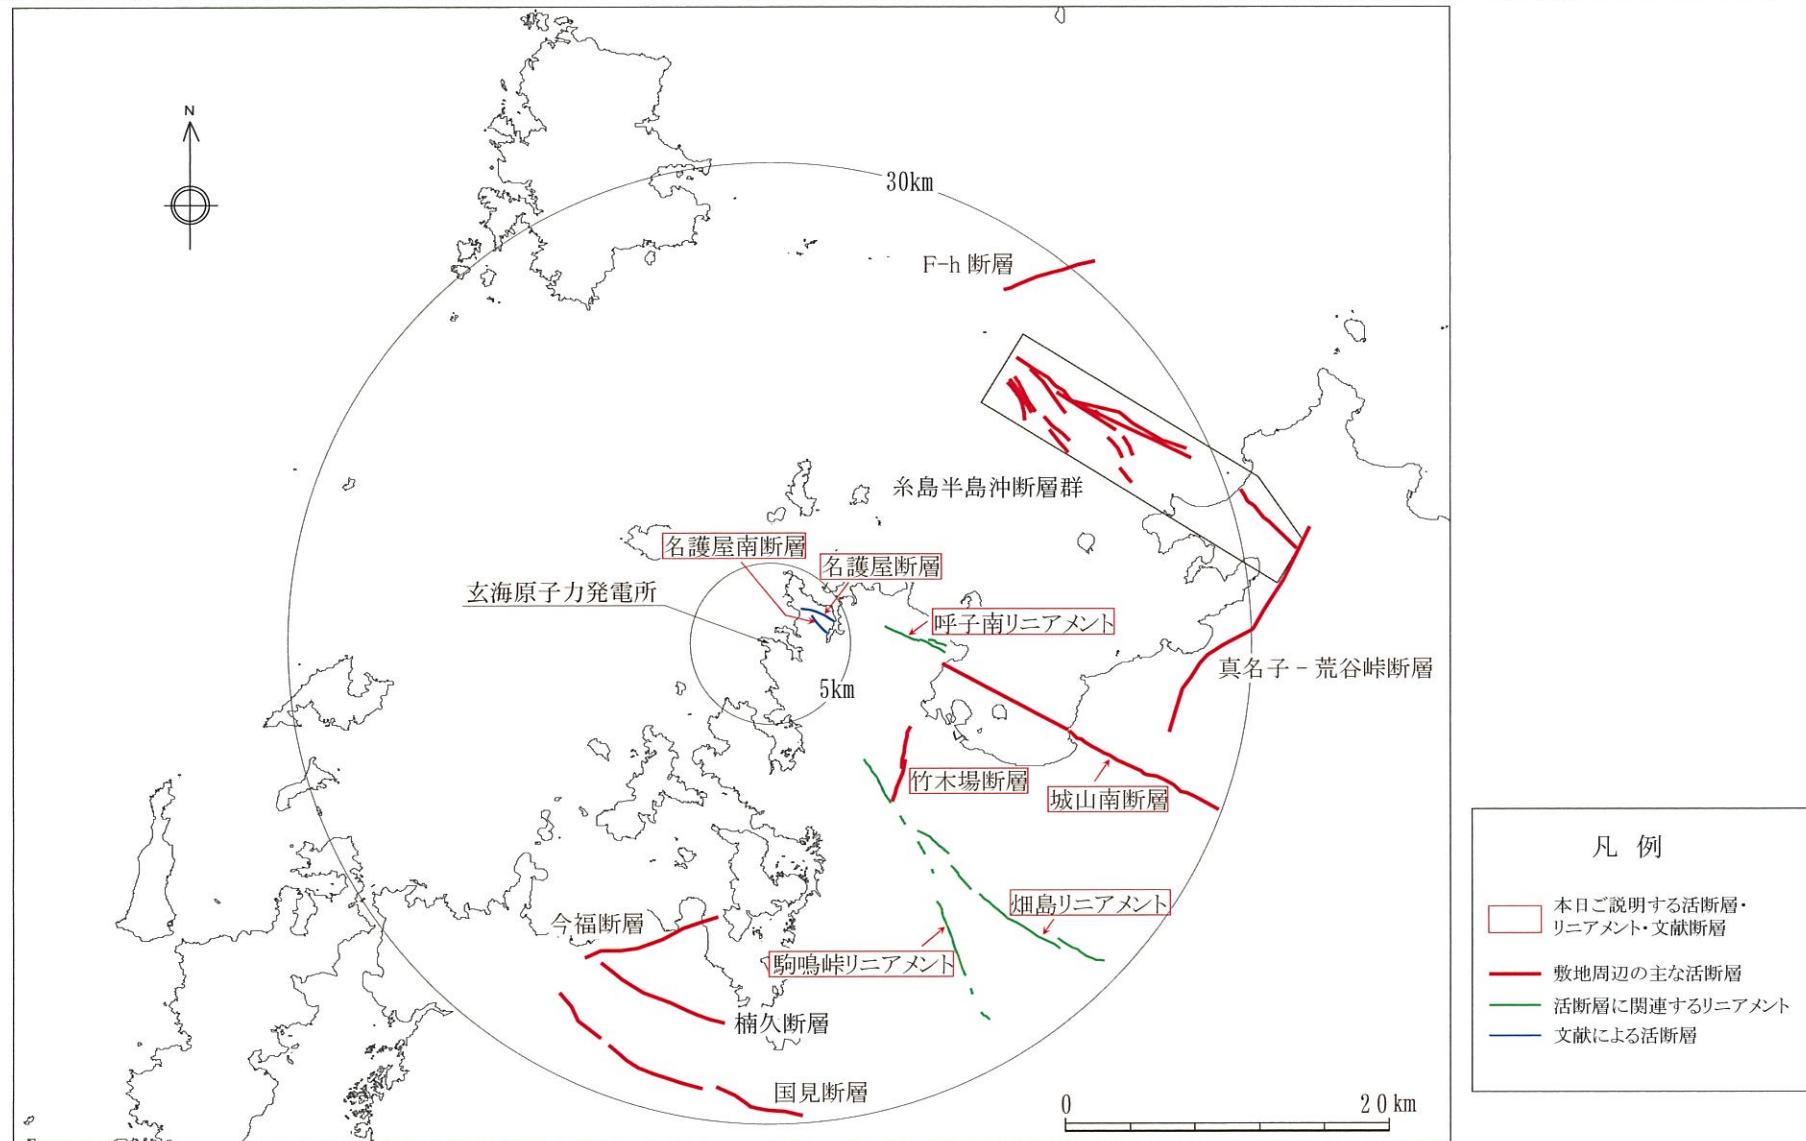 N
30km
F-h 断層
糸島半島沖断層群
名護屋南断層
名護屋断層
玄海原子力発電所
呼子南リニアメント
真名子－荒谷峠断層
5km
竹木場断層
城山南断層
畑島リニアメント
今福断層
駒鳴峠リニアメント
楠久断層
国見断層
0
20km
凡 例
本日ご説明する活断層・
リニアメント・文献断層
敷地周辺の主な活断層
活断層に関連するリニアメント
文献による活断層